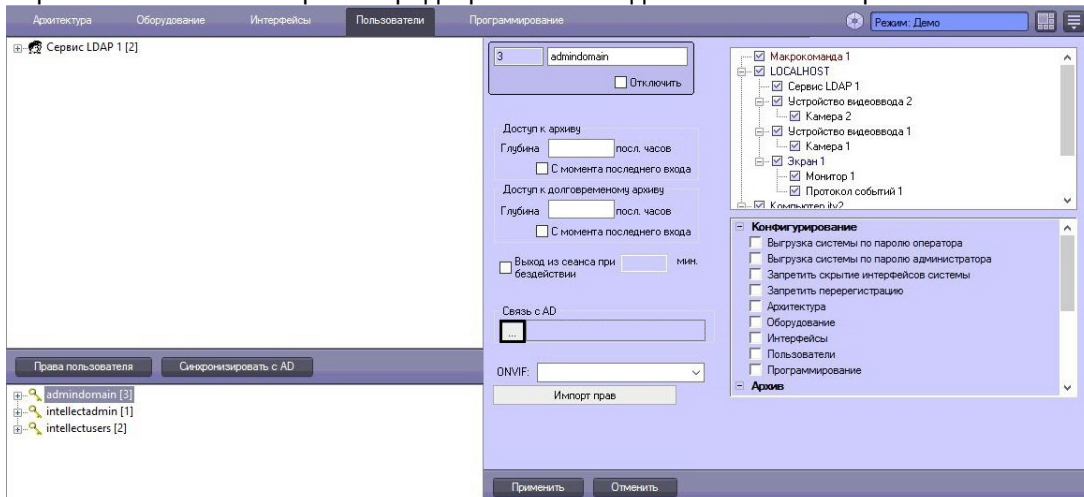 Архитектура Оборудование Интерфейсы Пользователи Программирование Режим: Демо
Сервис LDAP 1 [2]
Права пользователя Синхронизировать с AD
admindomain [3]
intellectadmin [1]
intellectusers [2]
3 admindomain
Отключить
Доступ к архиву
Глубина посл. часов
С момента последнего входа
Доступ к долговременому архиву
Глубина посл. часов
С момента последнего входа
Выход из сеанса при мин.
бездействии
Связь с AD
...
ONVIF:
Импорт прав
Макрокоманда 1
LOCALHOST
Сервис LDAP 1
Устройство видеоввода 2
Камера 2
Устройство видеоввода 1
Камера 1
Экран 1
Монитор 1
Протокол событий 1
Компьютер itv2
Конфигурирование
Выгрузка системы по паролю оператора
Выгрузка системы по паролю администратора
Запретить скрытие интерфейсов системы
Запретить перерегистрацию
Архитектура
Оборудование
Интерфейсы
Пользователи
Программирование
Архив
Применить Отменить